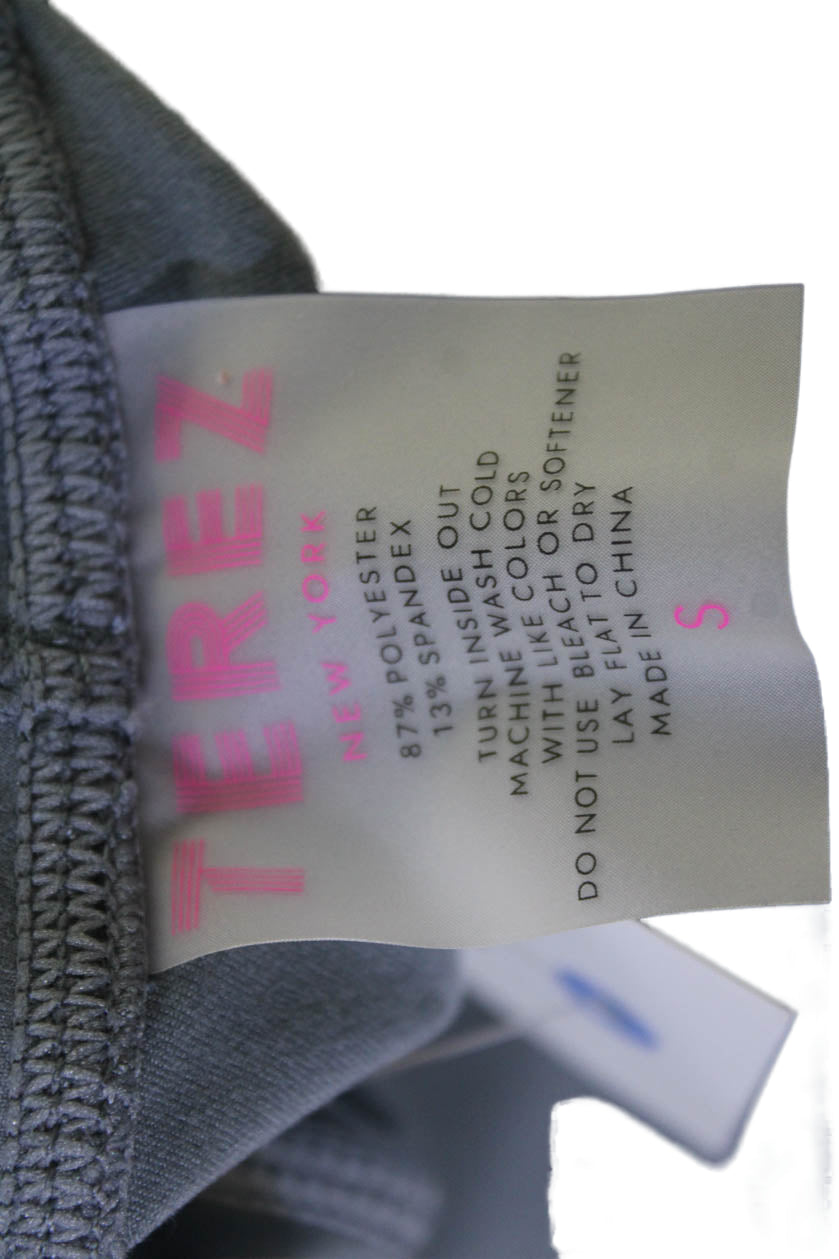 TEREZ
NEW YORK
87% POLYESTER
13% SPANDEX
TURN INSIDE OUT
MACHINE WASH COLD
WITH LIKE COLORS
DO NOT USE BLEACH OR SOFTENER
LAY FLAT TO DRY
MADE IN CHINA
S